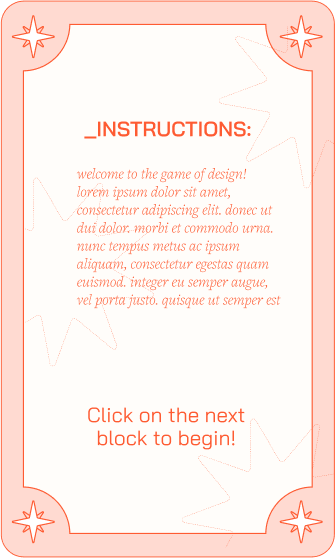 _INSTRUCTIONS:
welcome to the game of design!
lorem ipsum dolor sit amet,
consectetur adipiscing elit. donec ut
dui dolor. morbi et commodo urna.
nunc tempus metus ac ipsum
aliquam, consectetur egestas quam
euismod. integer eu semper augue,
vel porta justo. quisque ut semper est
Click on the next
block to begin!